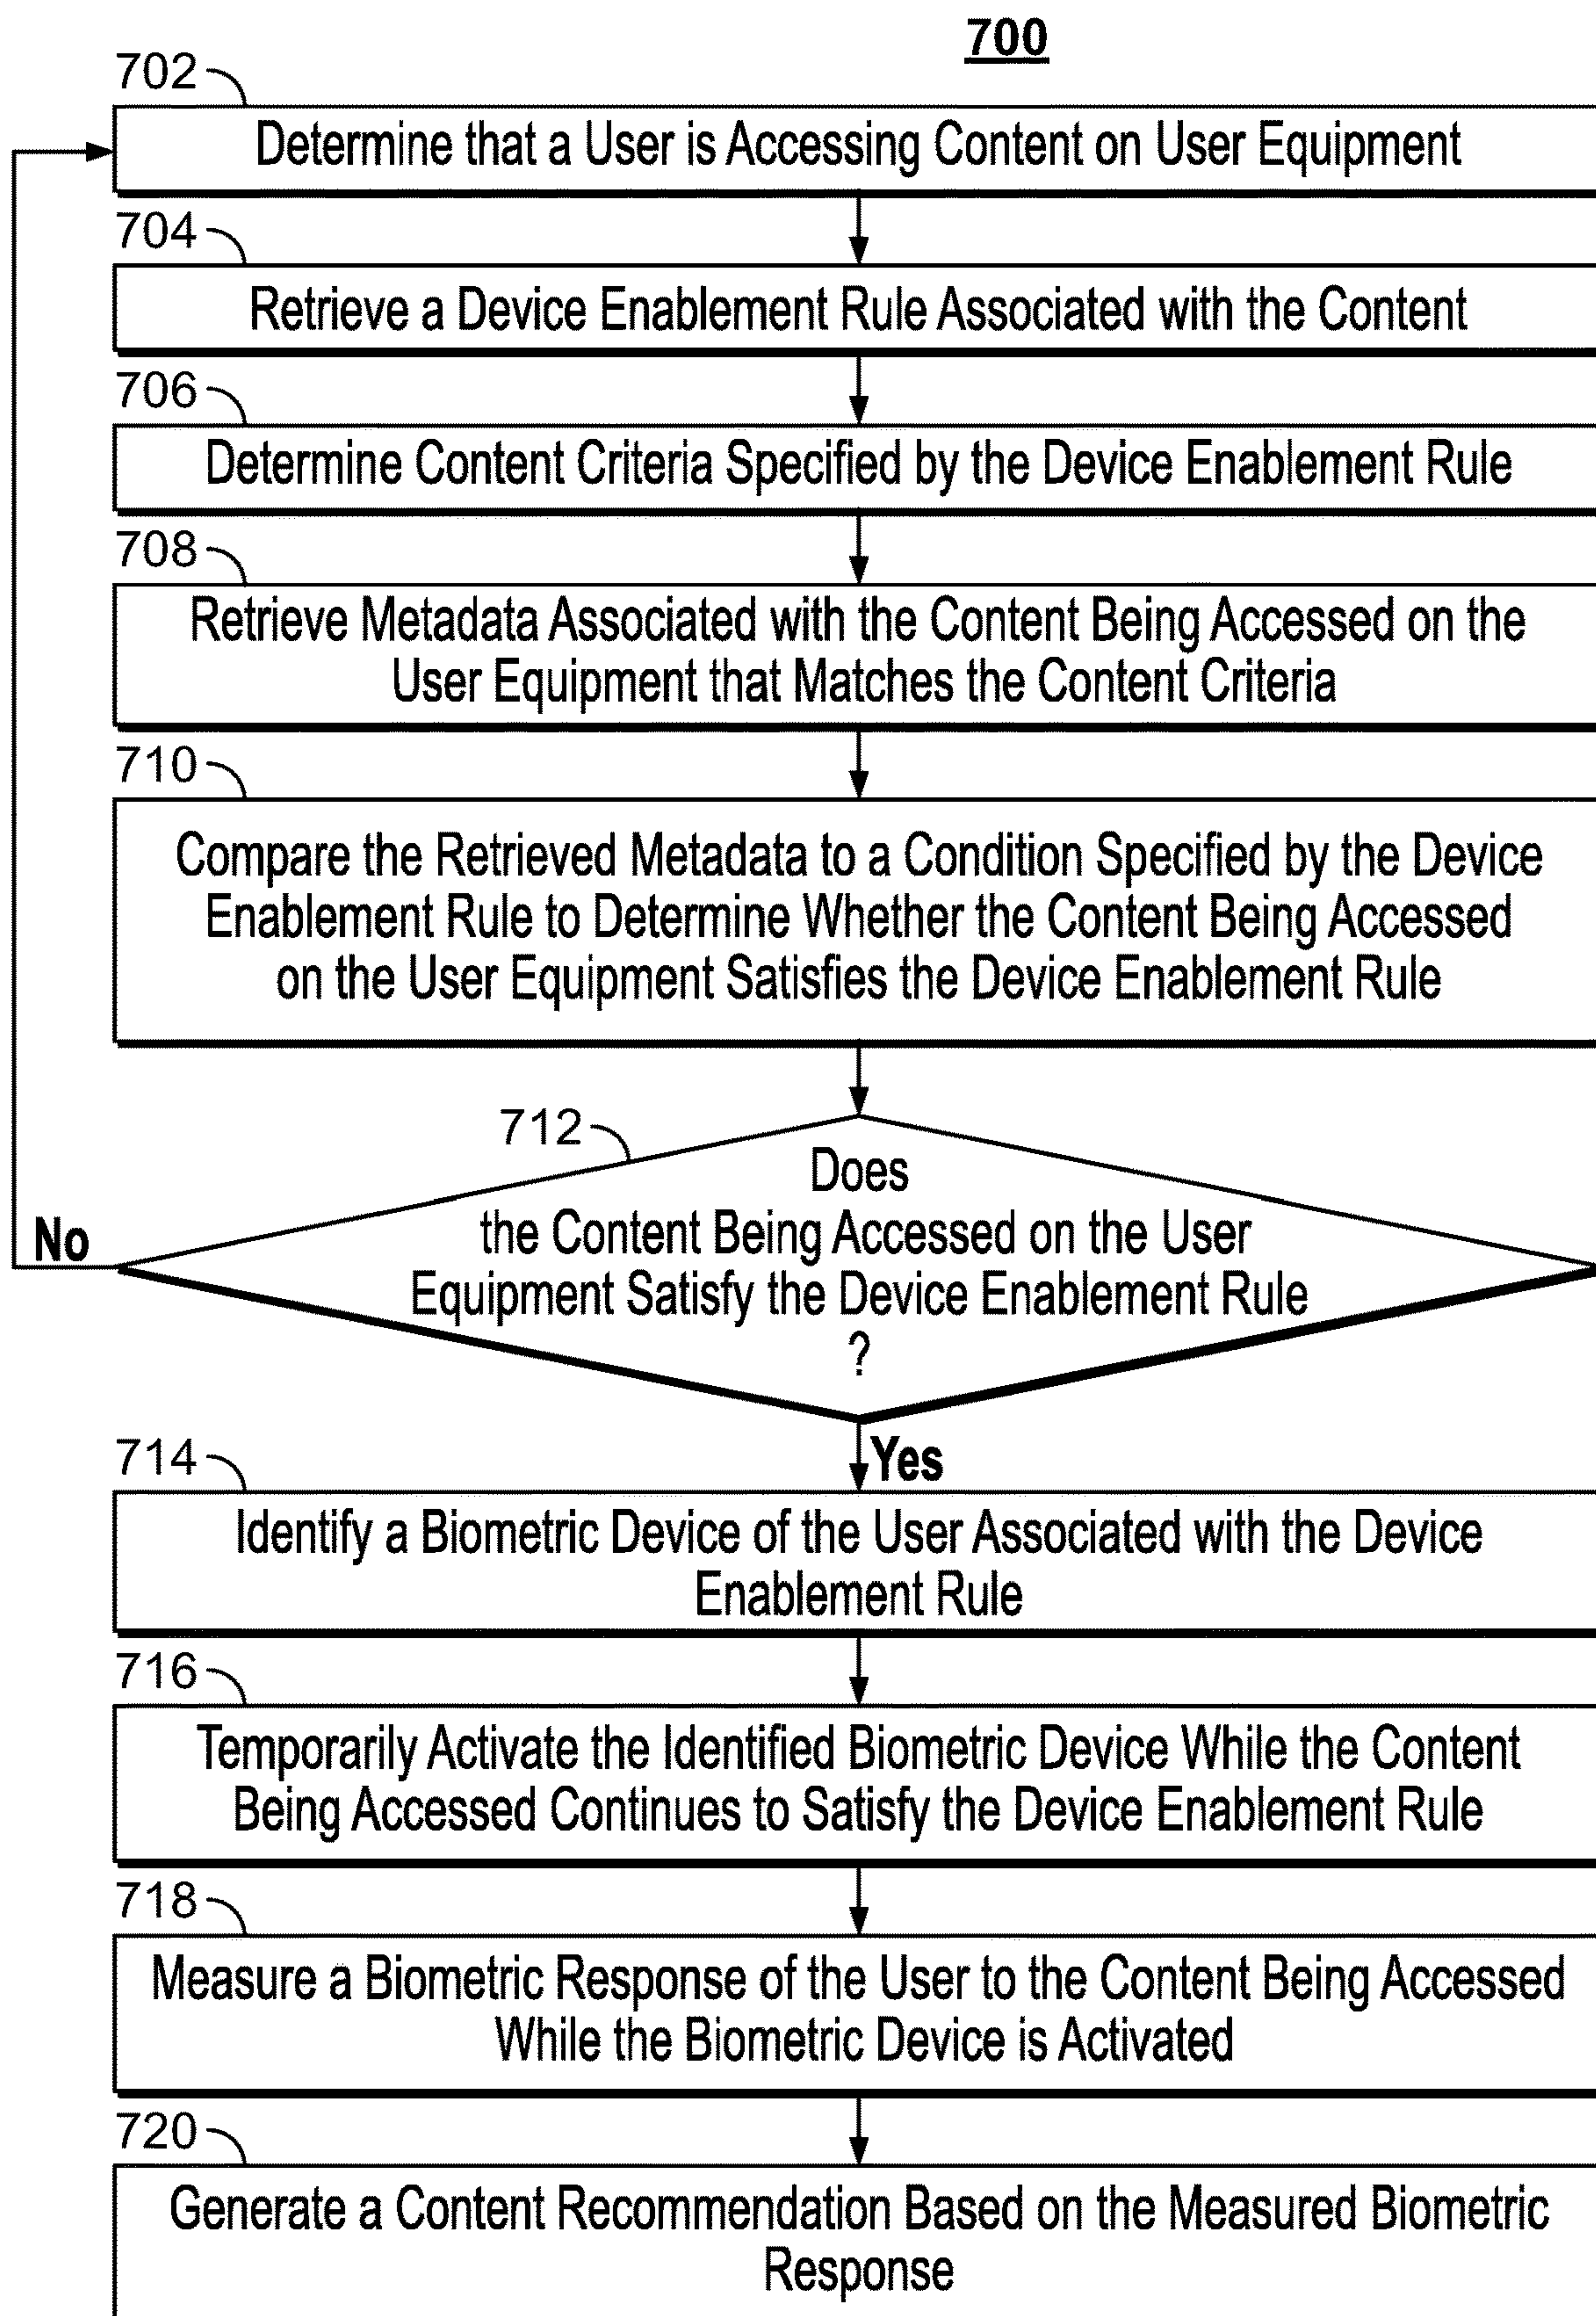 700
702
Determine that a User is Accessing Content on User Equipment
704
Retrieve a Device Enablement Rule Associated with the Content
706
Determine Content Criteria Specified by the Device Enablement Rule
708
Retrieve Metadata Associated with the Content Being Accessed on the
User Equipment that Matches the Content Criteria
710
Compare the Retrieved Metadata to a Condition Specified by the Device
Enablement Rule to Determine Whether the Content Being Accessed
on the User Equipment Satisfies the Device Enablement Rule
712
Does
the Content Being Accessed on the User
Equipment Satisfy the Device Enablement Rule
?
No
Yes
714
Identify a Biometric Device of the User Associated with the Device
Enablement Rule
716
Temporarily Activate the Identified Biometric Device While the Content
Being Accessed Continues to Satisfy the Device Enablement Rule
718
Measure a Biometric Response of the User to the Content Being Accessed
While the Biometric Device is Activated
720
Generate a Content Recommendation Based on the Measured Biometric
Response